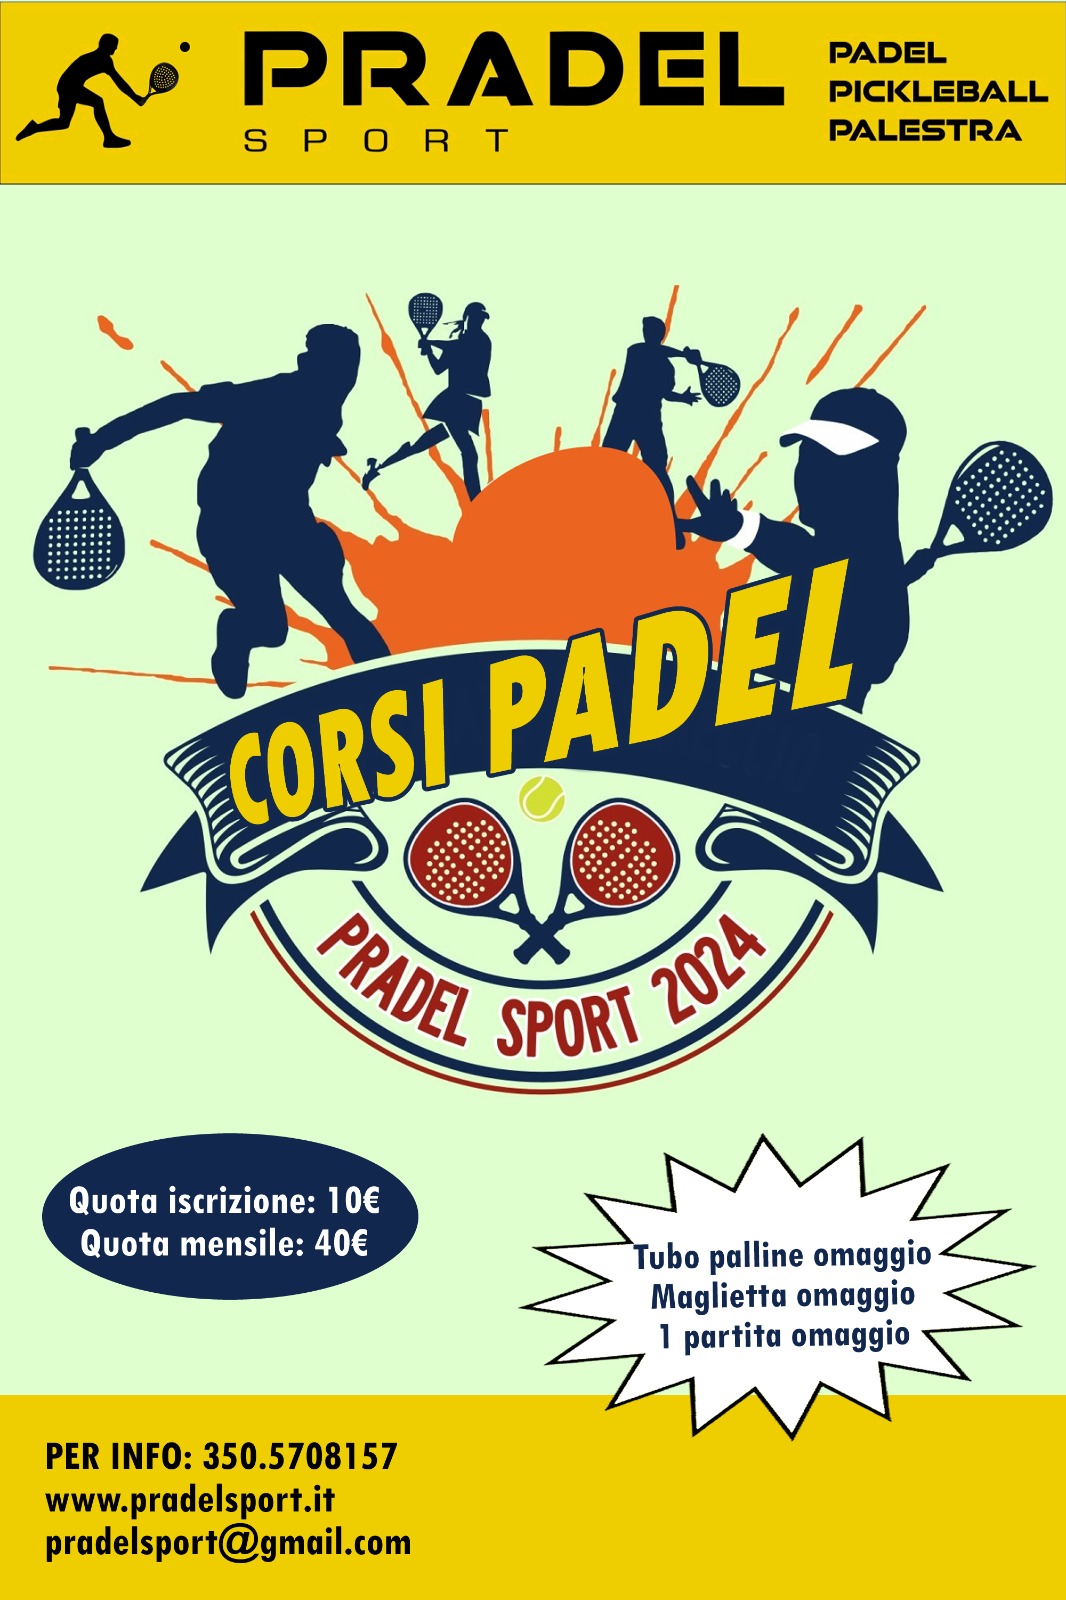 PRADEL
SPORT
PADEL
PICKLEBALL
PALESTRA
CORSI PADEL
PRADEL SPORT 2024
Quota iscrizione: 10€
Quota mensile: 40€
Tubo palline omaggio
Maglietta omaggio
1 partita omaggio
PER INFO: 350.5708157
www.pradelsport.it
pradelsport@gmail.com